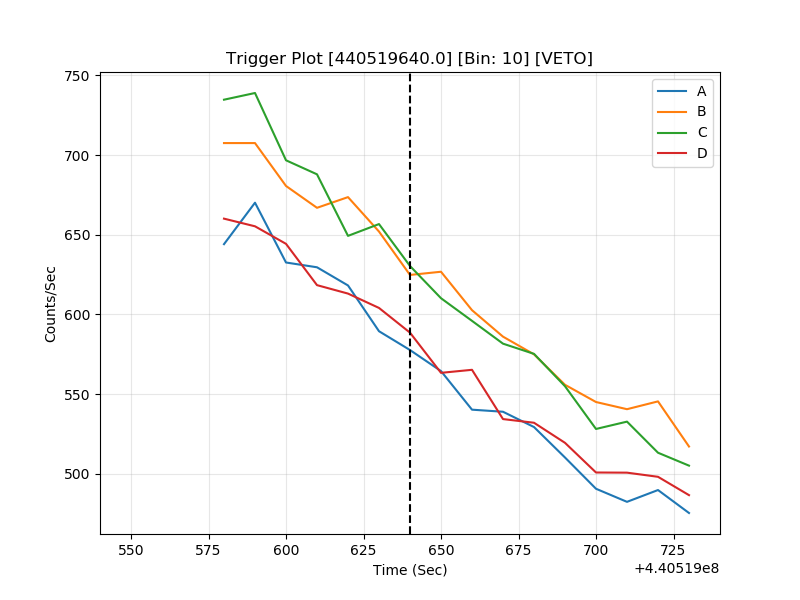 Trigger Plot [440519640.0] [Bin: 10] [VETO]
750
700
650
600
550
500
Counts/Sec
A
B
C
D
550 575 600 625 650 675 700 725
+4.40519e8
Time (Sec)